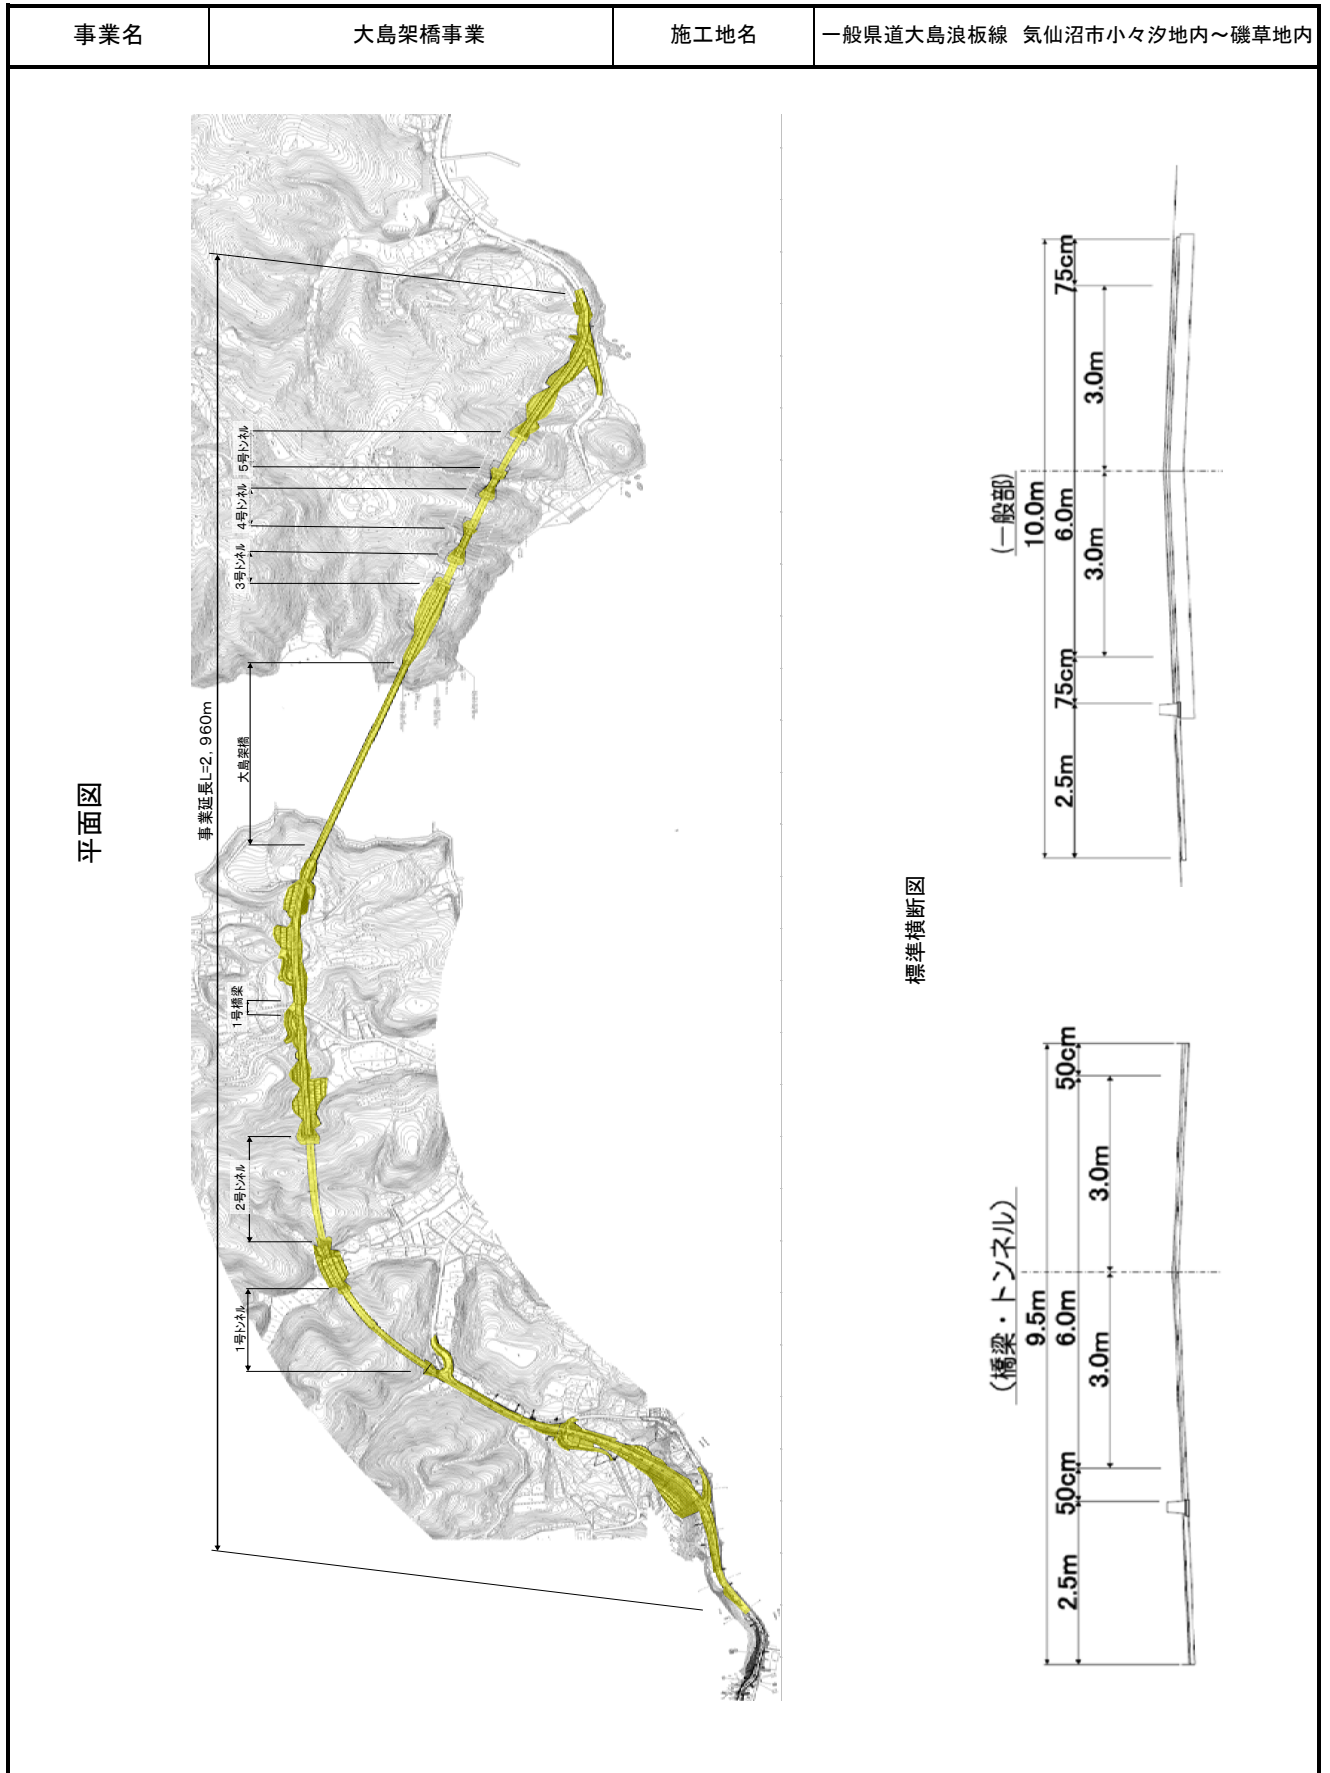 事業名
大島架橋事業
施工地名
一般県道大島浪板線 気仙沼市小々汐地内～磯草地内
平面図
事業延長L=2,960m
5号トンネル
4号トンネル
3号トンネル
大島架橋
1号橋梁
2号トンネル
1号トンネル
標準横断図
(一般部)
10.0m
6.0m
75cm
3.0m
3.0m
75cm
2.5m
(橋梁・トンネル)
9.5m
6.0m
50cm
3.0m
3.0m
50cm
2.5m